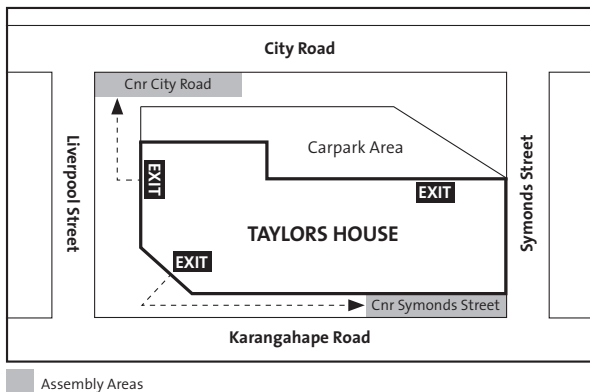 City Road
Cnr City Road
Carpark Area
Liverpool Street
EXIT
EXIT
Symonds Street
TAYLORS HOUSE
EXIT
Cnr Symonds Street
Karangahape Road
Assembly Areas